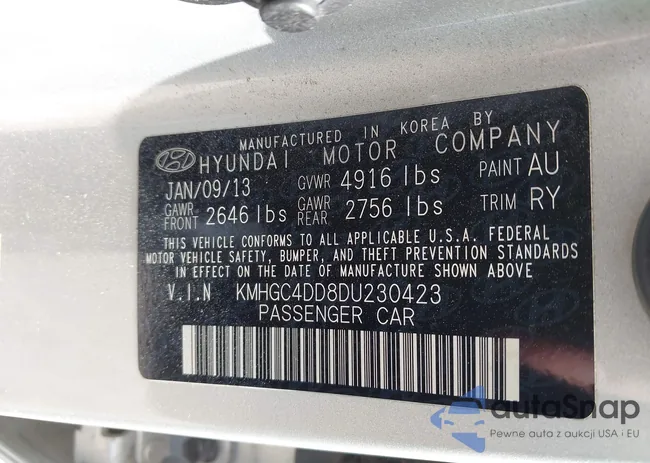 MANUFACTURED IN KOREA BY
HYUNDAI MOTOR COMPANY
JAN/09/13 GVWR 4916 lbs PAINT AU
GAWR FRONT 2646 lbs GAWR REAR 2756 lbs TRIM RY
THIS VEHICLE CONFORMS TO ALL APPLICABLE U.S.A. FEDERAL
MOTOR VEHICLE SAFETY, BUMPER, AND THEFT PREVENTION STANDARDS
IN EFFECT ON THE DATE OF MANUFACTURE SHOWN ABOVE
V.I.N KMHGC4DD8DU230423
PASSENGER CAR
autoSnap
Pewne auta z aukcji USA i EU